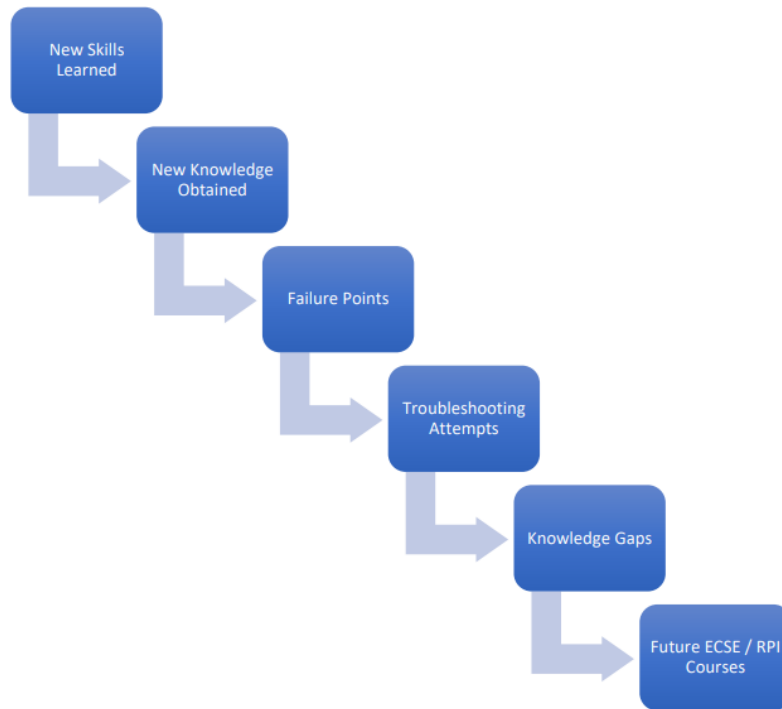 New Skills
Learned
New Knowledge
Obtained
Failure Points
Troubleshooting
Attempts
Knowledge Gaps
Future ECSE / RPI
Courses